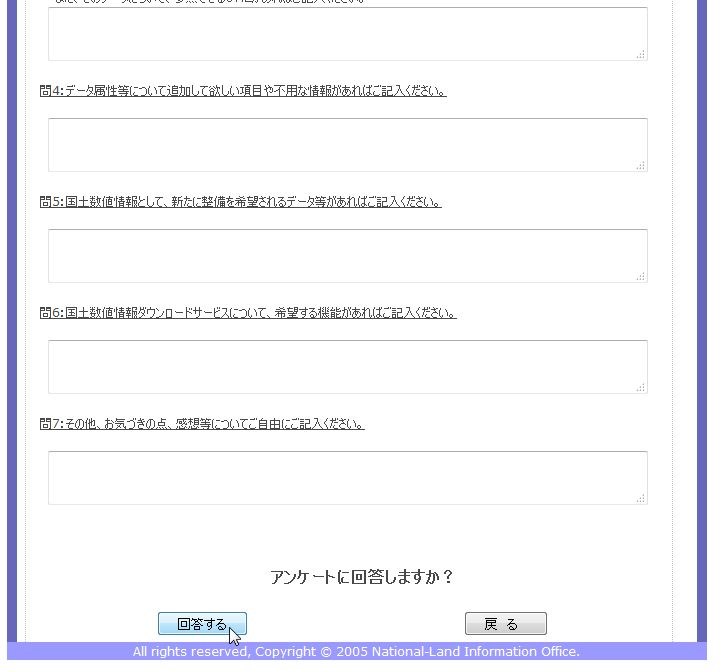 問4:データ属性等について追加して欲しい項目や不用な情報があればご記入ください。
問5:国土数値情報として、新たに整備を希望されるデータ等があればご記入ください。
問6:国土数値情報ダウンロードサービスについて、希望する機能があればご記入ください。
問7:その他、お気づきの点、感想等についてご自由にご記入ください。
アンケートに回答しますか？
回答する 戻 る
All rights reserved, Copyright © 2005 National-Land Information Office.